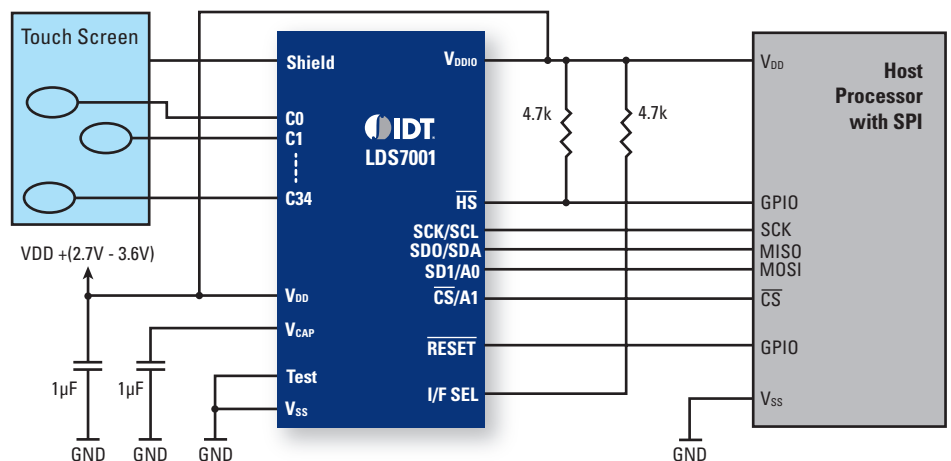 Touch Screen
VDD +(2.7V - 3.6V)
1µF
1µF
GND
GND
GND
Shield
C0
C1
C34
VDD
VCAP
Test
VSS
IDT
LDS7001
VDDIO
HS
SCK/SCL
SDO/SDA
SD1/A0
CS/A1
RESET
I/F SEL
4.7k
4.7k
VDD
Host
Processor
with SPI
GPIO
SCK
MISO
MOSI
CS
GPIO
VSS
GND